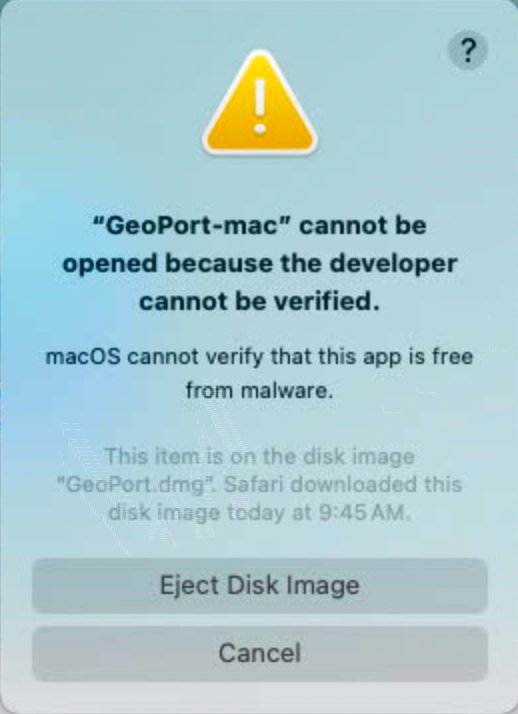 ?
“GeoPort-mac” cannot be
opened because the developer
cannot be verified.
macOS cannot verify that this app is free
from malware.
This item is on the disk image
“GeoPort.dmg”. Safari downloaded this
disk image today at 9:45 AM.
Eject Disk Image
Cancel